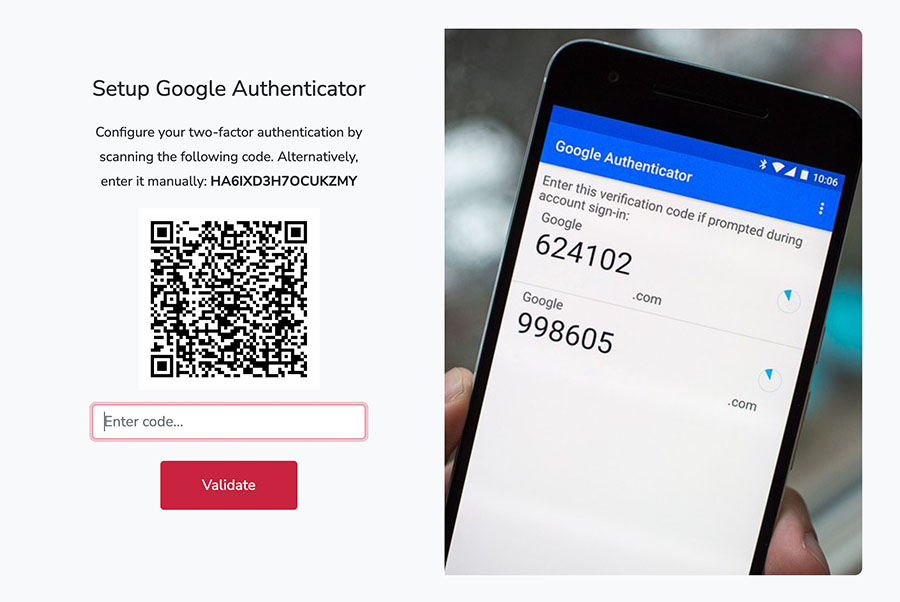 Setup Google Authenticator
Configure your two-factor authentication by
scanning the following code. Alternatively,
enter it manually: HA6IXD3H7OCUKZMY
Enter code...
Validate
10:06
Google Authenticator
Enter this verification code if prompted during
account sign-in:
Google
624102
.com
Google
998605
.com